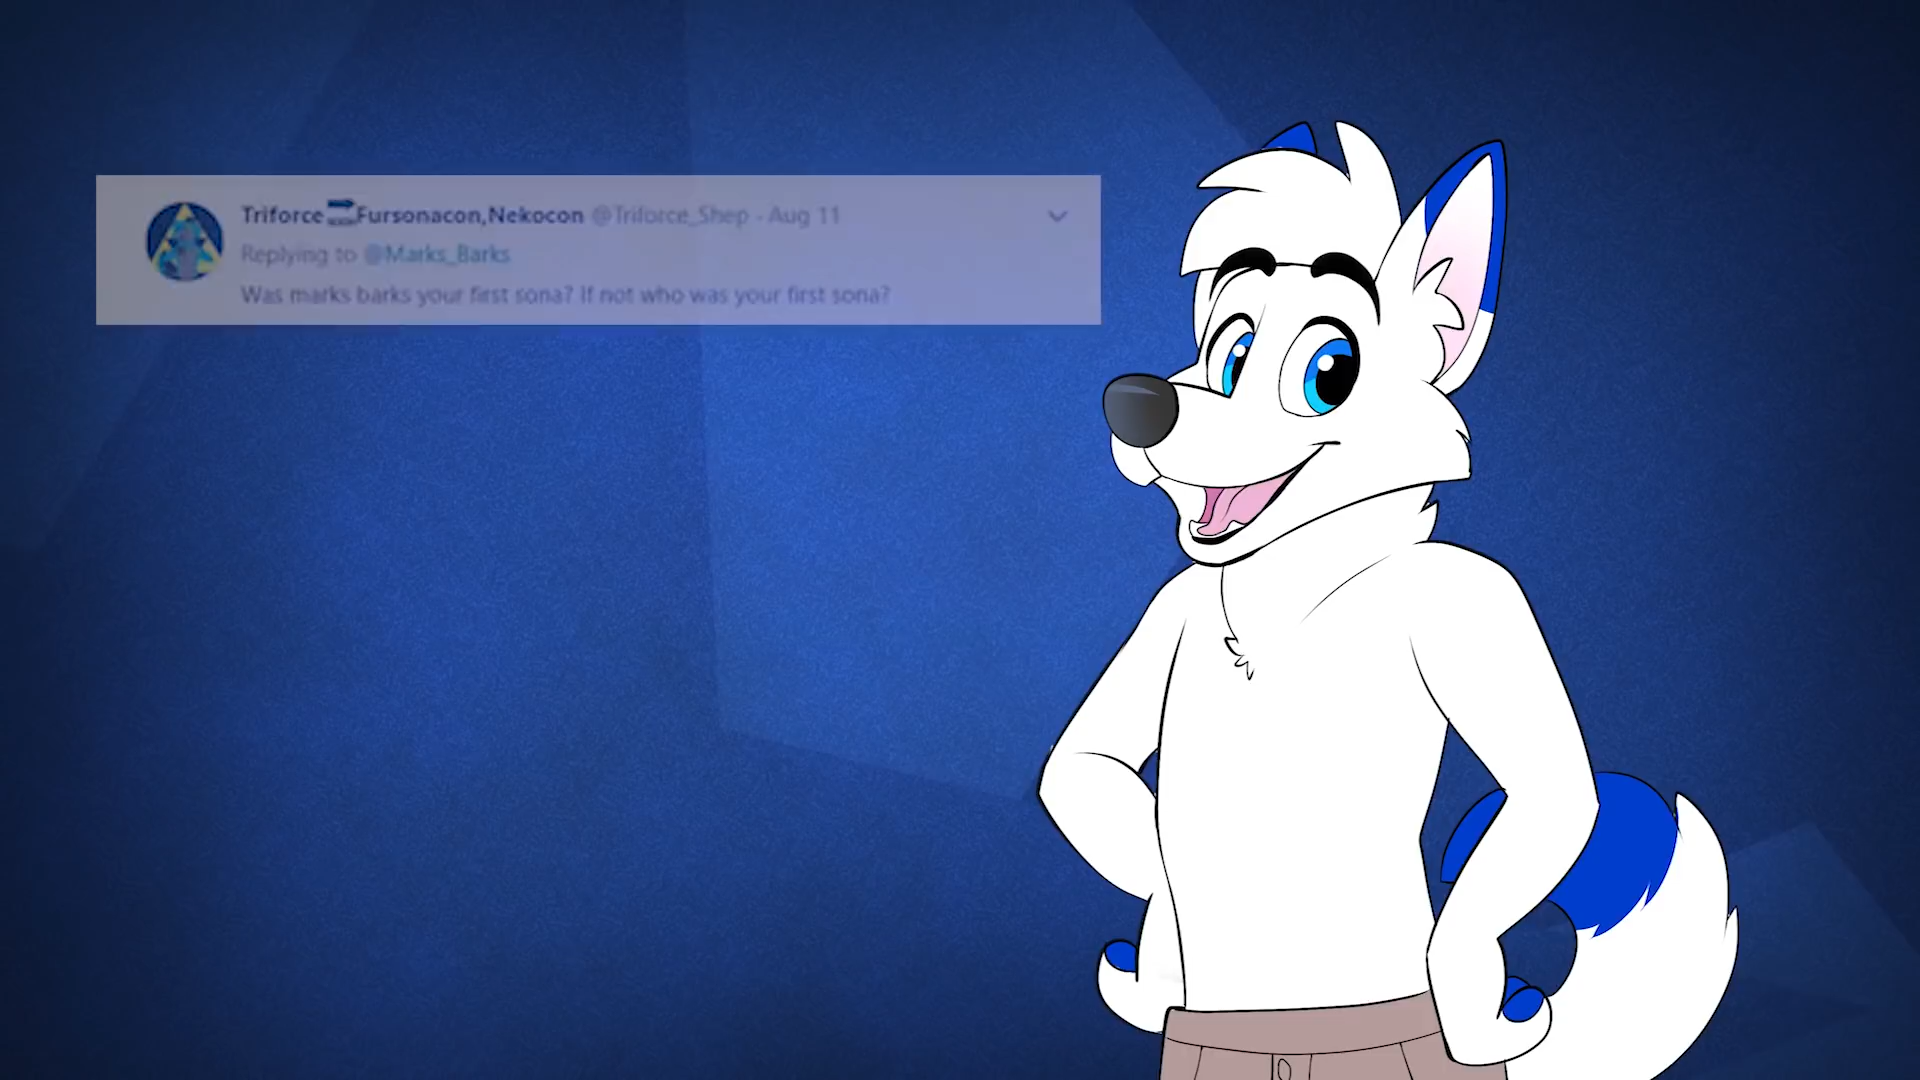 Triforce Fursonacon,Nekocon @Triforce_Shep - Aug 11
Replying to @Marks_Barks
Was marks barks your first sona? If not who was your first sona?